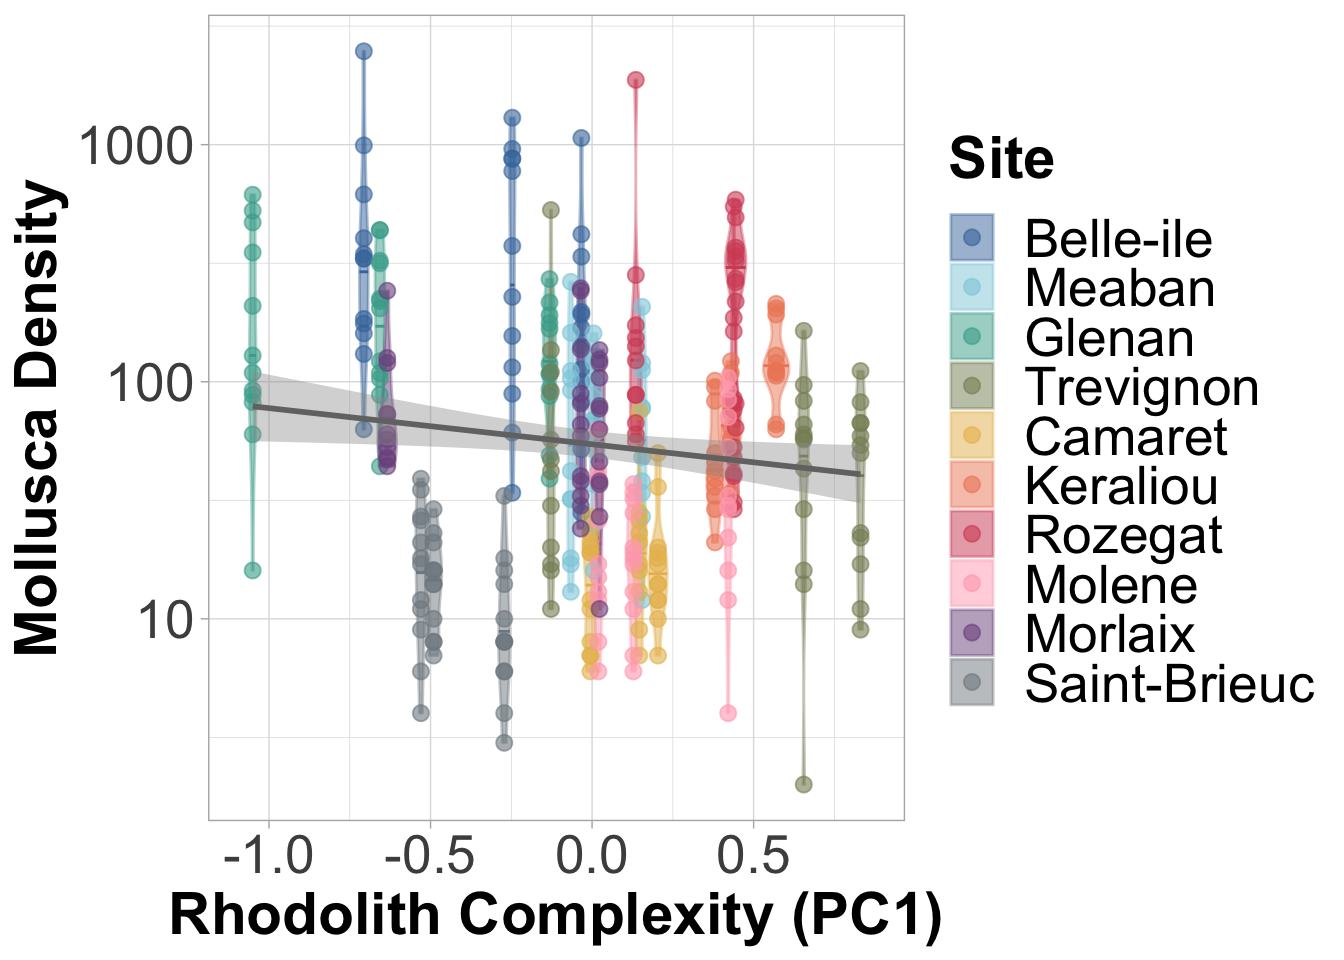 Mollusca Density
1000
100
10
-1.0
-0.5
0.0
0.5
Rhodolith Complexity (PC1)
Site
Belle-ile
Meaban
Glenan
Trevignon
Camaret
Keraliou
Rozegat
Molene
Morlaix
Saint-Brieuc